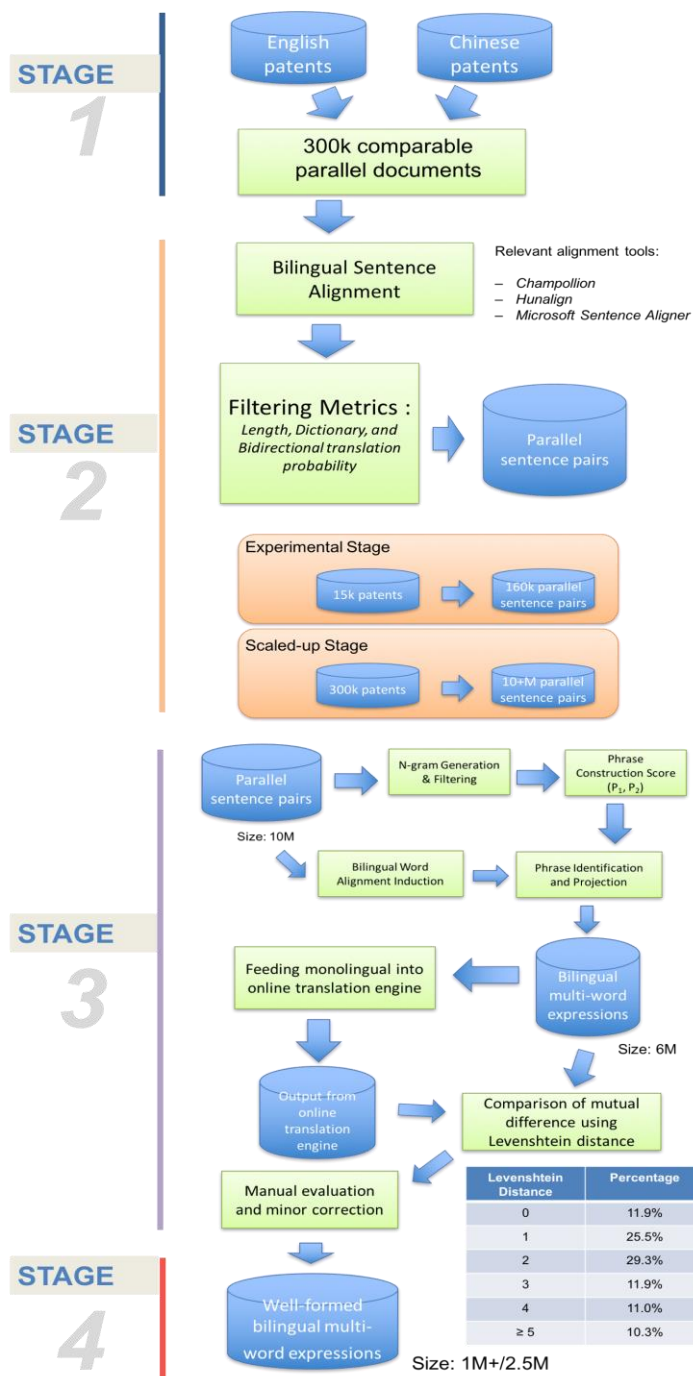 English
patents
Chinese
patents
STAGE
1
300k comparable
parallel documents
Bilingual Sentence
Alignment
Relevant alignment tools:
– Champollion
– Hunalign
– Microsoft Sentence Aligner
STAGE
2
Filtering Metrics :
Length, Dictionary, and
Bidirectional translation
probability
Parallel
sentence pairs
Experimental Stage
15k patents
160k parallel
sentence pairs
Scaled-up Stage
300k patents
10+M parallel
sentence pairs
STAGE
3
Parallel
sentence pairs
Size: 10M
N-gram Generation
& Filtering
Phrase
Construction Score
(P₁, P₂)
Bilingual Word
Alignment Induction
Phrase Identification
and Projection
Feeding monolingual into
online translation engine
Bilingual
multi-word
expressions
Size: 6M
Output from
online
translation
engine
Comparison of mutual
difference using
Levenshtein distance
Manual evaluation
and minor correction
Levenshtein Distance Percentage
0 11.9%
1 25.5%
2 29.3%
3 11.9%
4 11.0%
≥ 5 10.3%
STAGE
4
Well-formed
bilingual multi-
word expressions
Size: 1M+/2.5M